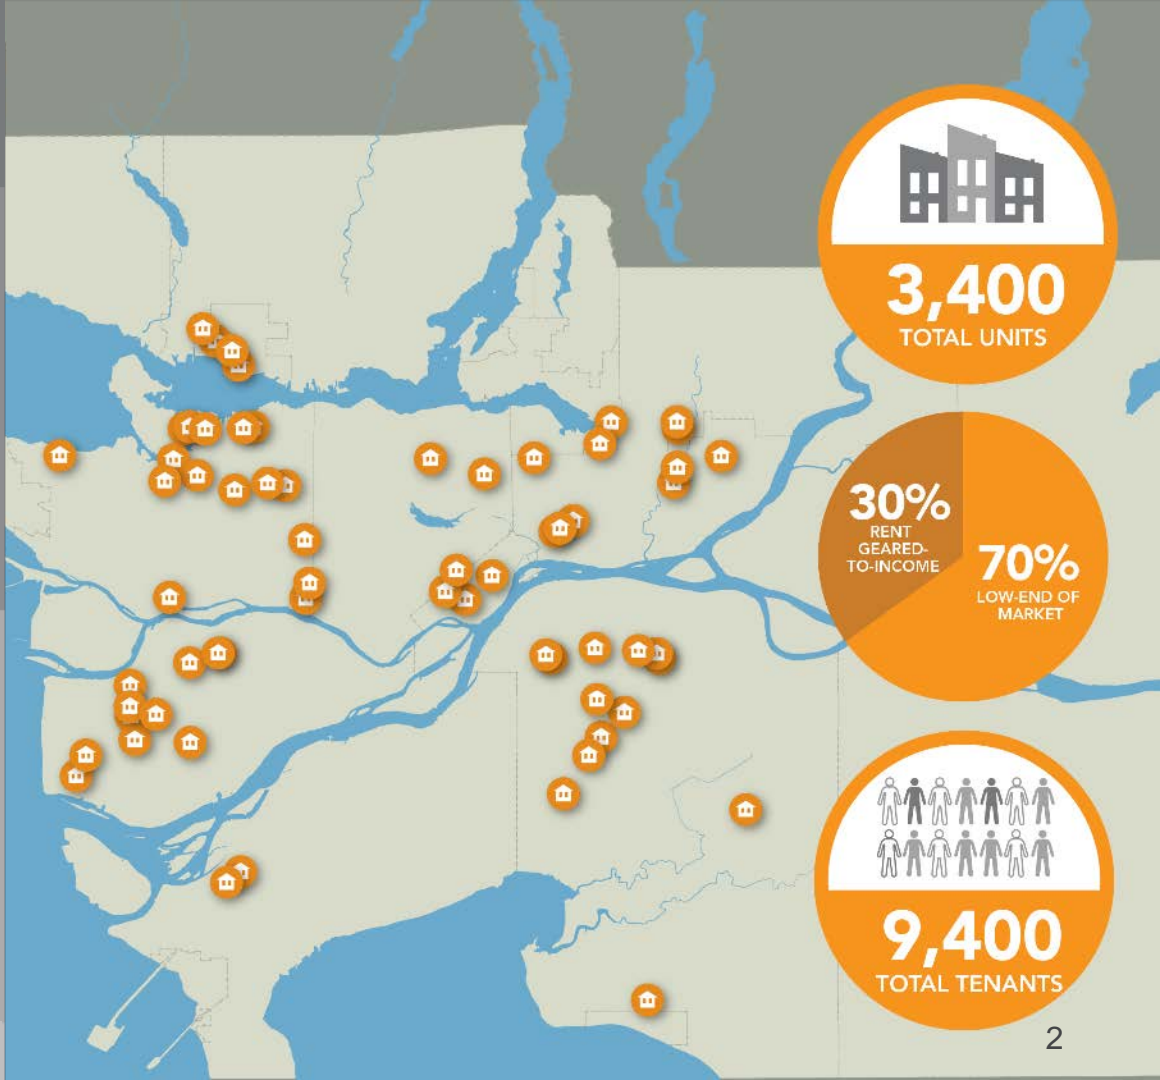 3,400
TOTAL UNITS
30%
RENT
GEARED-
TO-INCOME
70%
LOW-END OF
MARKET
9,400
TOTAL TENANTS
2